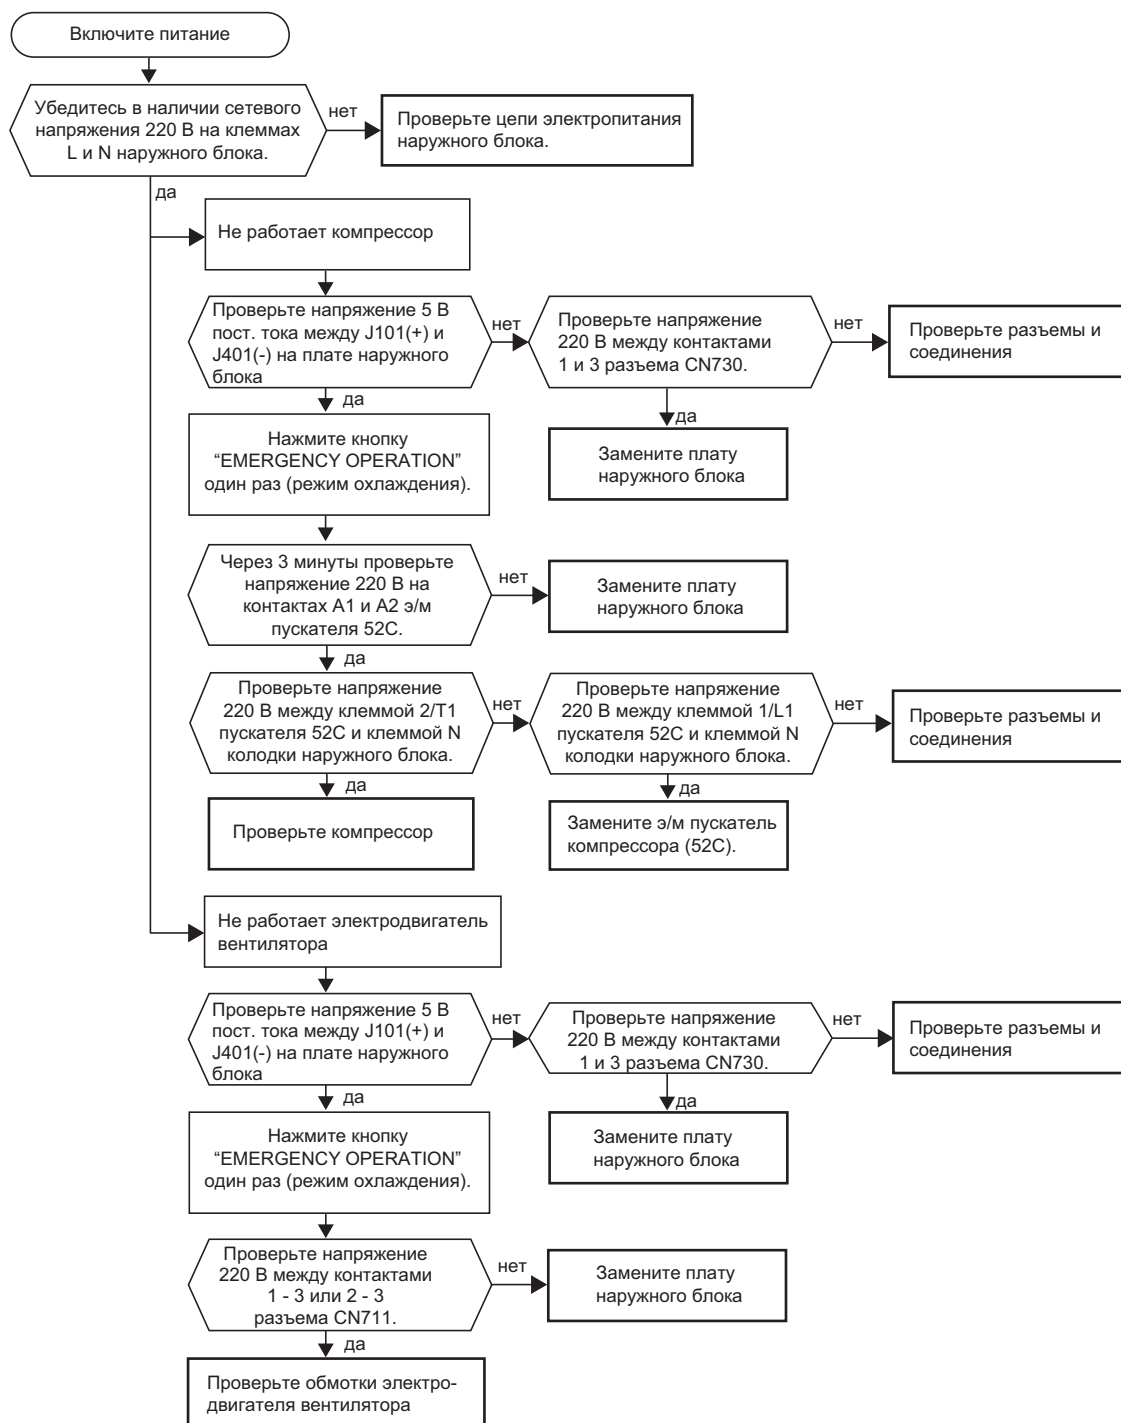 Включите питание
Убедитесь в наличии сетевого
напряжения 220 В на клеммах
L и N наружного блока.
нет
Проверьте цепи электропитания
наружного блока.
да
Не работает компрессор
Проверьте напряжение 5 В
пост. тока между J101(+) и
J401(-) на плате наружного
блока
нет
Проверьте напряжение
220 В между контактами
1 и 3 разъема CN730.
нет
Проверьте разъемы и
соединения
да
да
Нажмите кнопку
“EMERGENCY OPERATION”
один раз (режим охлаждения).
Замените плату
наружного блока
Через 3 минуты проверьте
напряжение 220 В на
контактах А1 и А2 э/м
пускателя 52С.
нет
Замените плату
наружного блока
да
Проверьте напряжение
220 В между клеммой 2/T1
пускателя 52С и клеммой N
колодки наружного блока.
нет
Проверьте напряжение
220 В между клеммой 1/L1
пускателя 52С и клеммой N
колодки наружного блока.
нет
Проверьте разъемы и
соединения
да
да
Проверьте компрессор
Замените э/м пускатель
компрессора (52С).
Не работает электродвигатель
вентилятора
Проверьте напряжение 5 В
пост. тока между J101(+) и
J401(-) на плате наружного
блока
нет
Проверьте напряжение
220 В между контактами
1 и 3 разъема CN730.
нет
Проверьте разъемы и
соединения
да
да
Нажмите кнопку
“EMERGENCY OPERATION”
один раз (режим охлаждения).
Замените плату
наружного блока
Проверьте напряжение
220 В между контактами
1 - 3 или 2 - 3
разъема CN711.
нет
Замените плату
наружного блока
да
Проверьте обмотки электро-
двигателя вентилятора